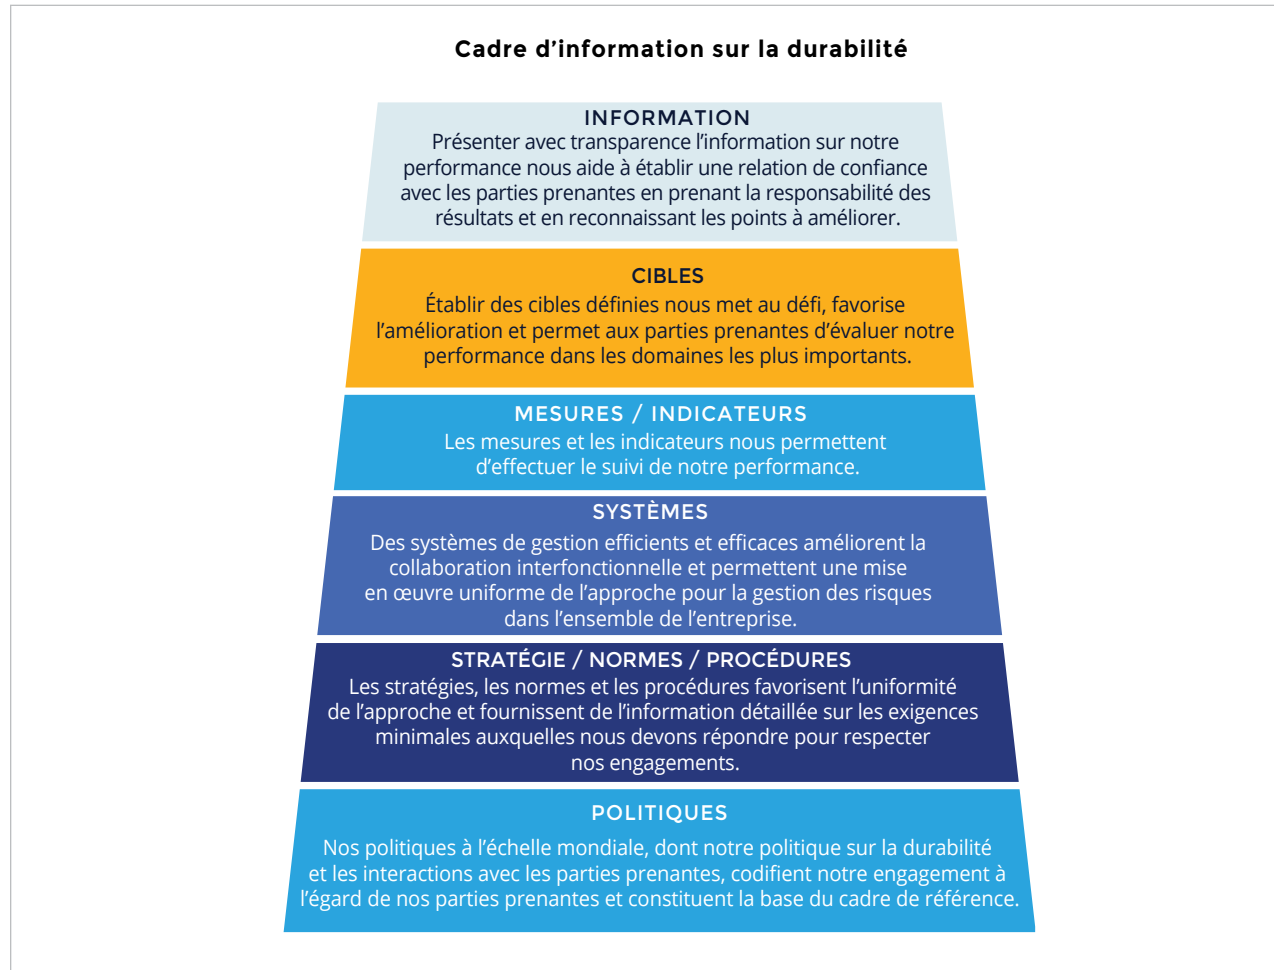 Cadre d’information sur la durabilité
INFORMATION
Présenter avec transparence l’information sur notre
performance nous aide à établir une relation de confiance
avec les parties prenantes en prenant la responsabilité des
résultats et en reconnaissant les points à améliorer.
CIBLES
Établir des cibles définies nous met au défi, favorise
l’amélioration et permet aux parties prenantes d’évaluer notre
performance dans les domaines les plus importants.
MESURES / INDICATEURS
Les mesures et les indicateurs nous permettent
d’effectuer le suivi de notre performance.
SYSTÈMES
Des systèmes de gestion efficients et efficaces améliorent la
collaboration interfonctionnelle et permettent une mise
en œuvre uniforme de l’approche pour la gestion des risques
dans l’ensemble de l’entreprise.
STRATÉGIE / NORMES / PROCÉDURES
Les stratégies, les normes et les procédures favorisent l’uniformité
de l’approche et fournissent de l’information détaillée sur les exigences
minimales auxquelles nous devons répondre pour respecter
nos engagements.
POLITIQUES
Nos politiques à l’échelle mondiale, dont notre politique sur la durabilité
et les interactions avec les parties prenantes, codifient notre engagement à
l’égard de nos parties prenantes et constituent la base du cadre de référence.